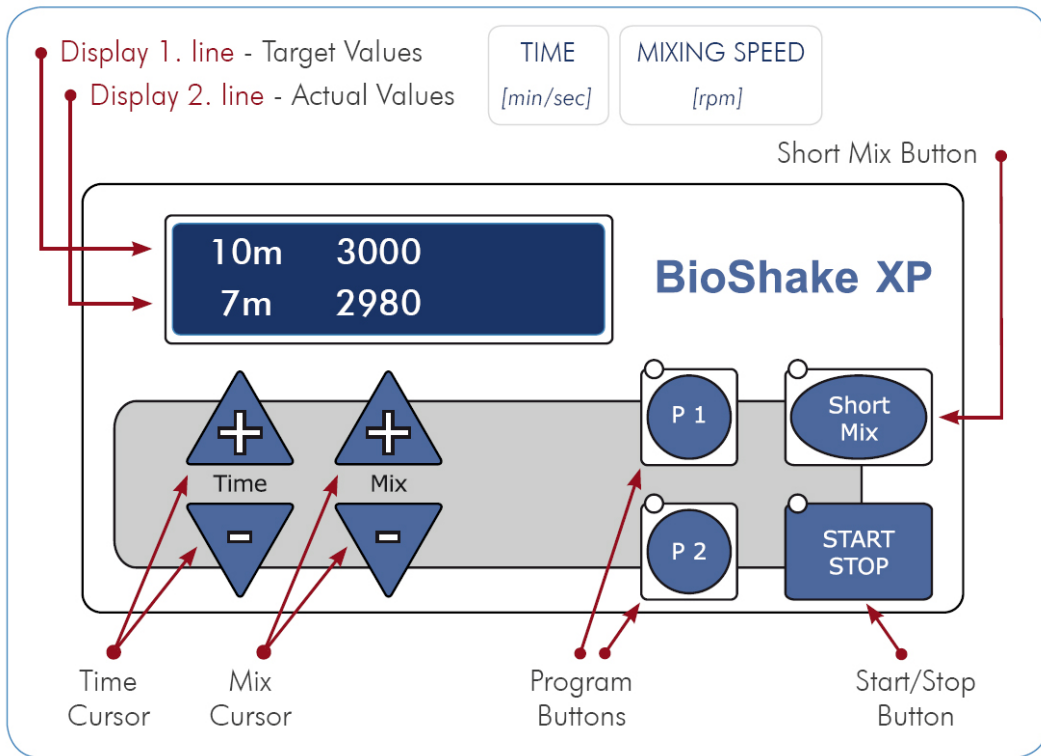 Display 1. line - Target Values
Display 2. line - Actual Values
TIME
[min/sec]
MIXING SPEED
[rpm]
Short Mix Button
10m 3000
7m 2980
BioShake XP
+ +
Time Mix
- -
P 1
Short
Mix
P 2
START
STOP
Time
Cursor
Mix
Cursor
Program
Buttons
Start/Stop
Button